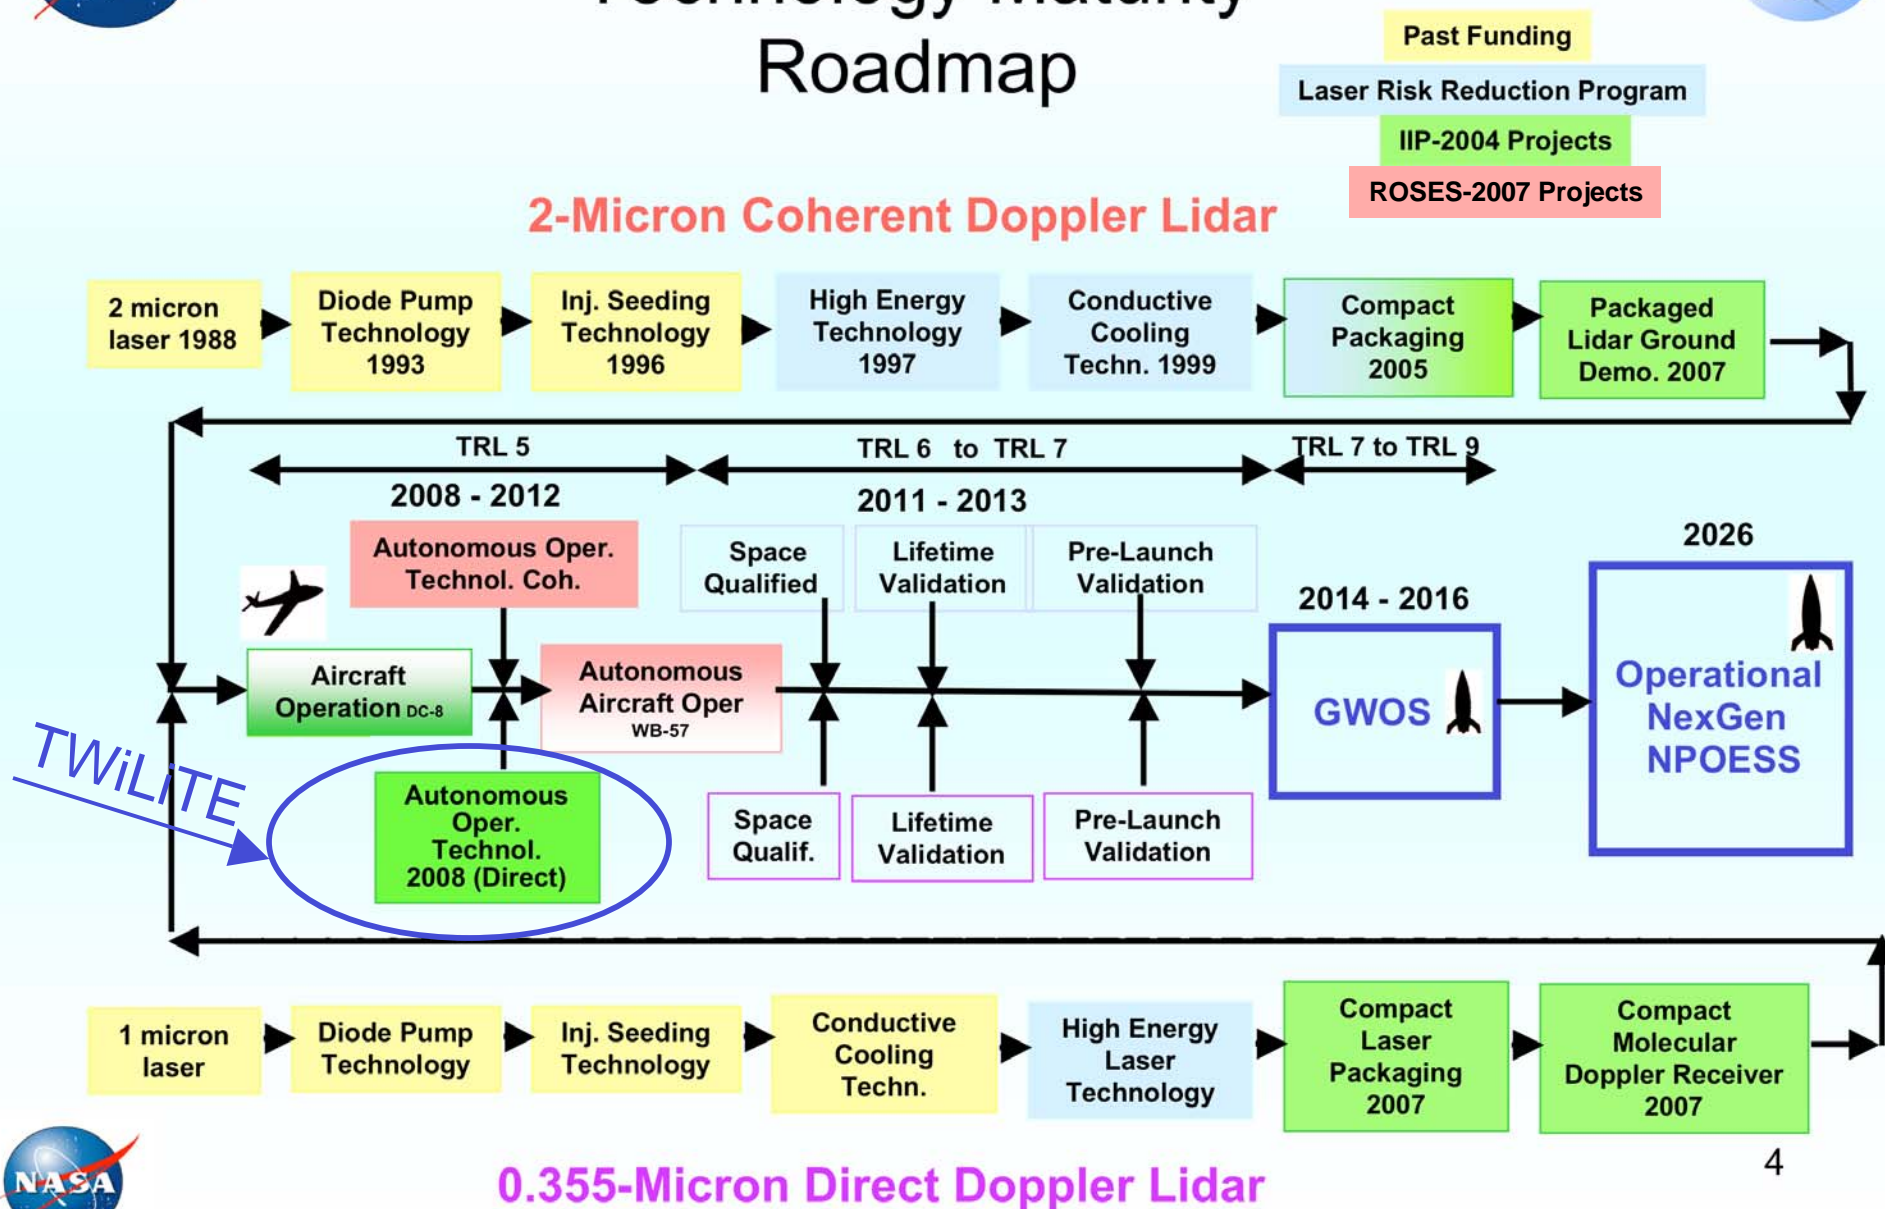 Technology Maturity
Roadmap
Past Funding
Laser Risk Reduction Program
IIP-2004 Projects
ROSES-2007 Projects
2-Micron Coherent Doppler Lidar
2 micron
laser 1988
Diode Pump
Technology
1993
Inj. Seeding
Technology
1996
High Energy
Technology
1997
Conductive
Cooling
Techn. 1999
Compact
Packaging
2005
Packaged
Lidar Ground
Demo. 2007
TRL 5
TRL 6 to TRL 7
TRL 7 to TRL 9
2008 - 2012
2011 - 2013
Autonomous Oper.
Technol. Coh.
Space
Qualified
Lifetime
Validation
Pre-Launch
Validation
2014 - 2016
2026
Aircraft
Operation DC-8
Autonomous
Aircraft Oper
WB-57
GWOS
Operational
NexGen
NPOESS
TWiLiTE
Autonomous
Oper.
Technol.
2008 (Direct)
Space
Qualif.
Lifetime
Validation
Pre-Launch
Validation
1 micron
laser
Diode Pump
Technology
Inj. Seeding
Technology
Conductive
Cooling
Techn.
High Energy
Laser
Technology
Compact
Laser
Packaging
2007
Compact
Molecular
Doppler Receiver
2007
NASA
0.355-Micron Direct Doppler Lidar
4